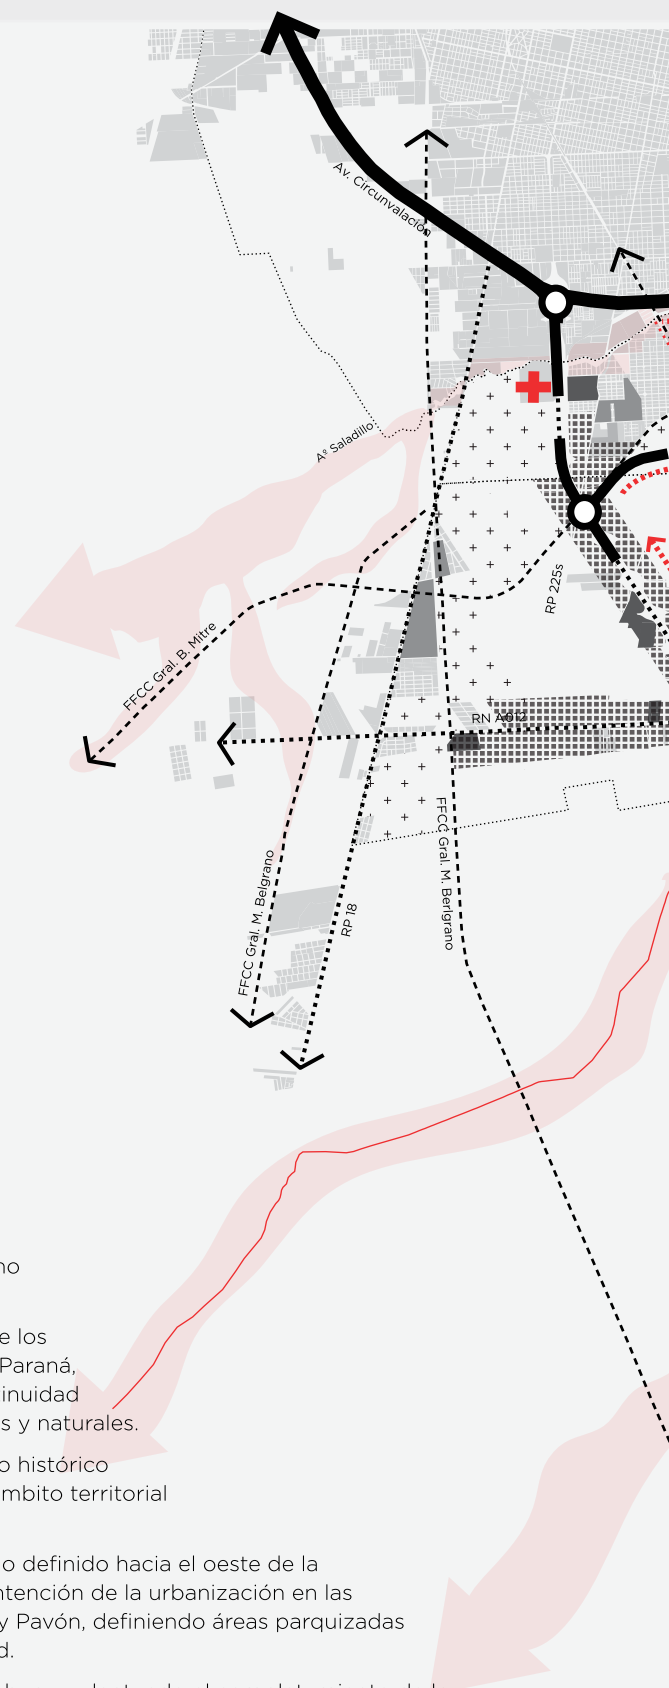 Av. Circunvalación
Aº Saladillo
RP 225s
FFCC Gral. B. Mitre
RN A012
FFCC Gral. M. Berlgrano
FFCC Gral. M. Belgrano
RP 18
no
e los
Paraná,
inuidad
s y naturales.
o histórico
mbito territorial
o definido hacia el oeste de la
ntención de la urbanización en las
y Pavón, definiendo áreas parquizadas
d.